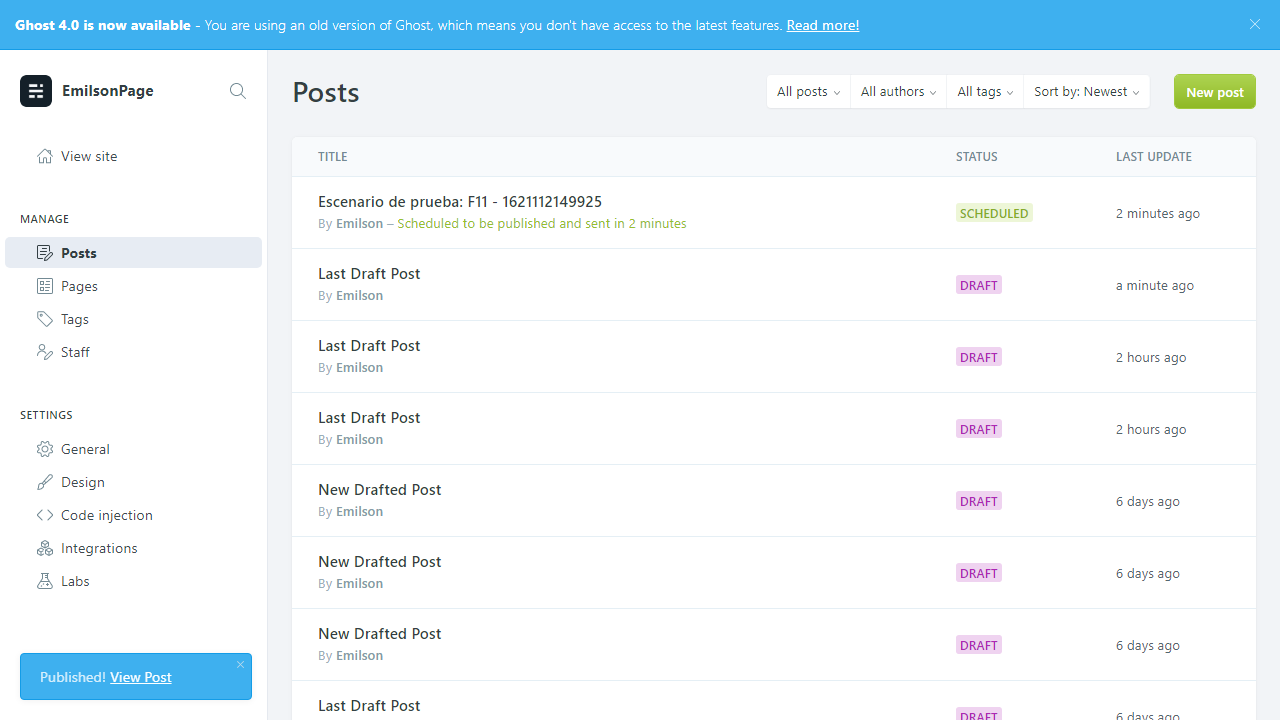 Ghost 4.0 is now available - You are using an old version of Ghost, which means you don't have access to the latest features. Read more!
EmilsonPage
View site
MANAGE
Posts
Pages
Tags
Staff
SETTINGS
General
Design
Code injection
Integrations
Labs
Published! View Post
Posts
All posts All authors All tags Sort by: Newest
New post
TITLE STATUS LAST UPDATE
Escenario de prueba: F11 - 1621112149925
By Emilson – Scheduled to be published and sent in 2 minutes
SCHEDULED 2 minutes ago
Last Draft Post
By Emilson
DRAFT a minute ago
Last Draft Post
By Emilson
DRAFT 2 hours ago
Last Draft Post
By Emilson
DRAFT 2 hours ago
New Drafted Post
By Emilson
DRAFT 6 days ago
New Drafted Post
By Emilson
DRAFT 6 days ago
New Drafted Post
By Emilson
DRAFT 6 days ago
Last Draft Post
DRAFT 6 days ago